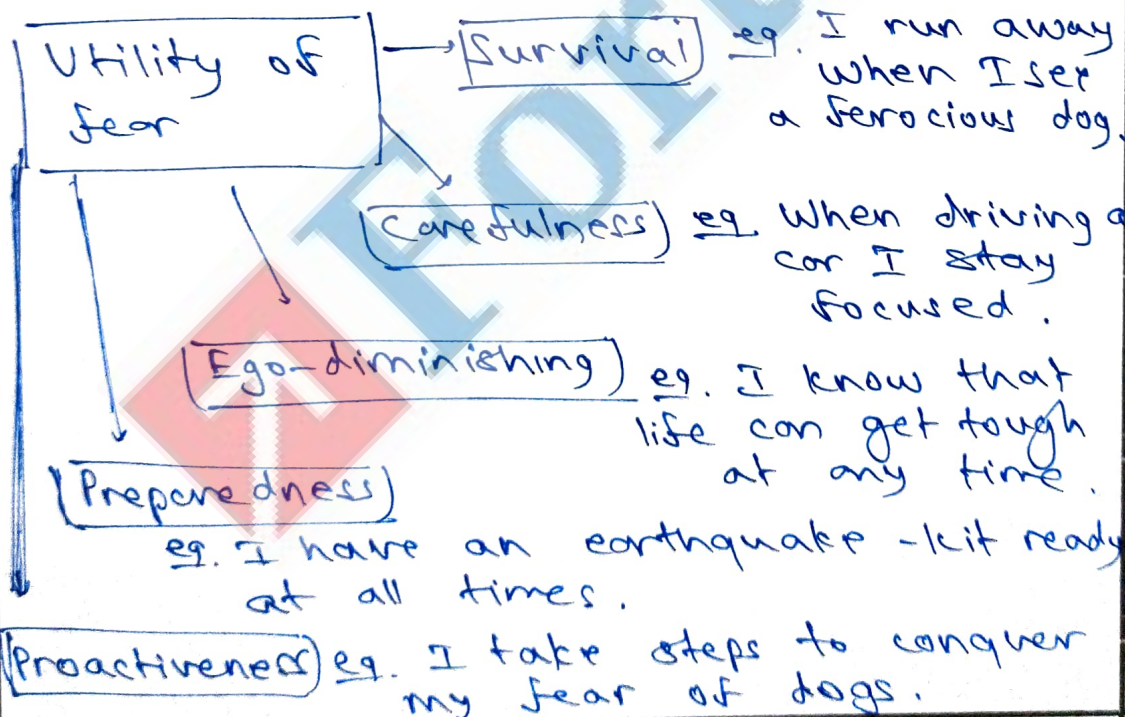 Utility of
fear
Survival eg. I run away
when I see
a ferocious dog.
Carefulness eg. When driving a
car I stay
focused.
Ego-diminishing eg. I know that
life can get tough
at any time.
Preparedness
eg. I have an earthquake-kit ready
at all times.
Proactiveness eg. I take steps to conquer
my fear of dogs.
For